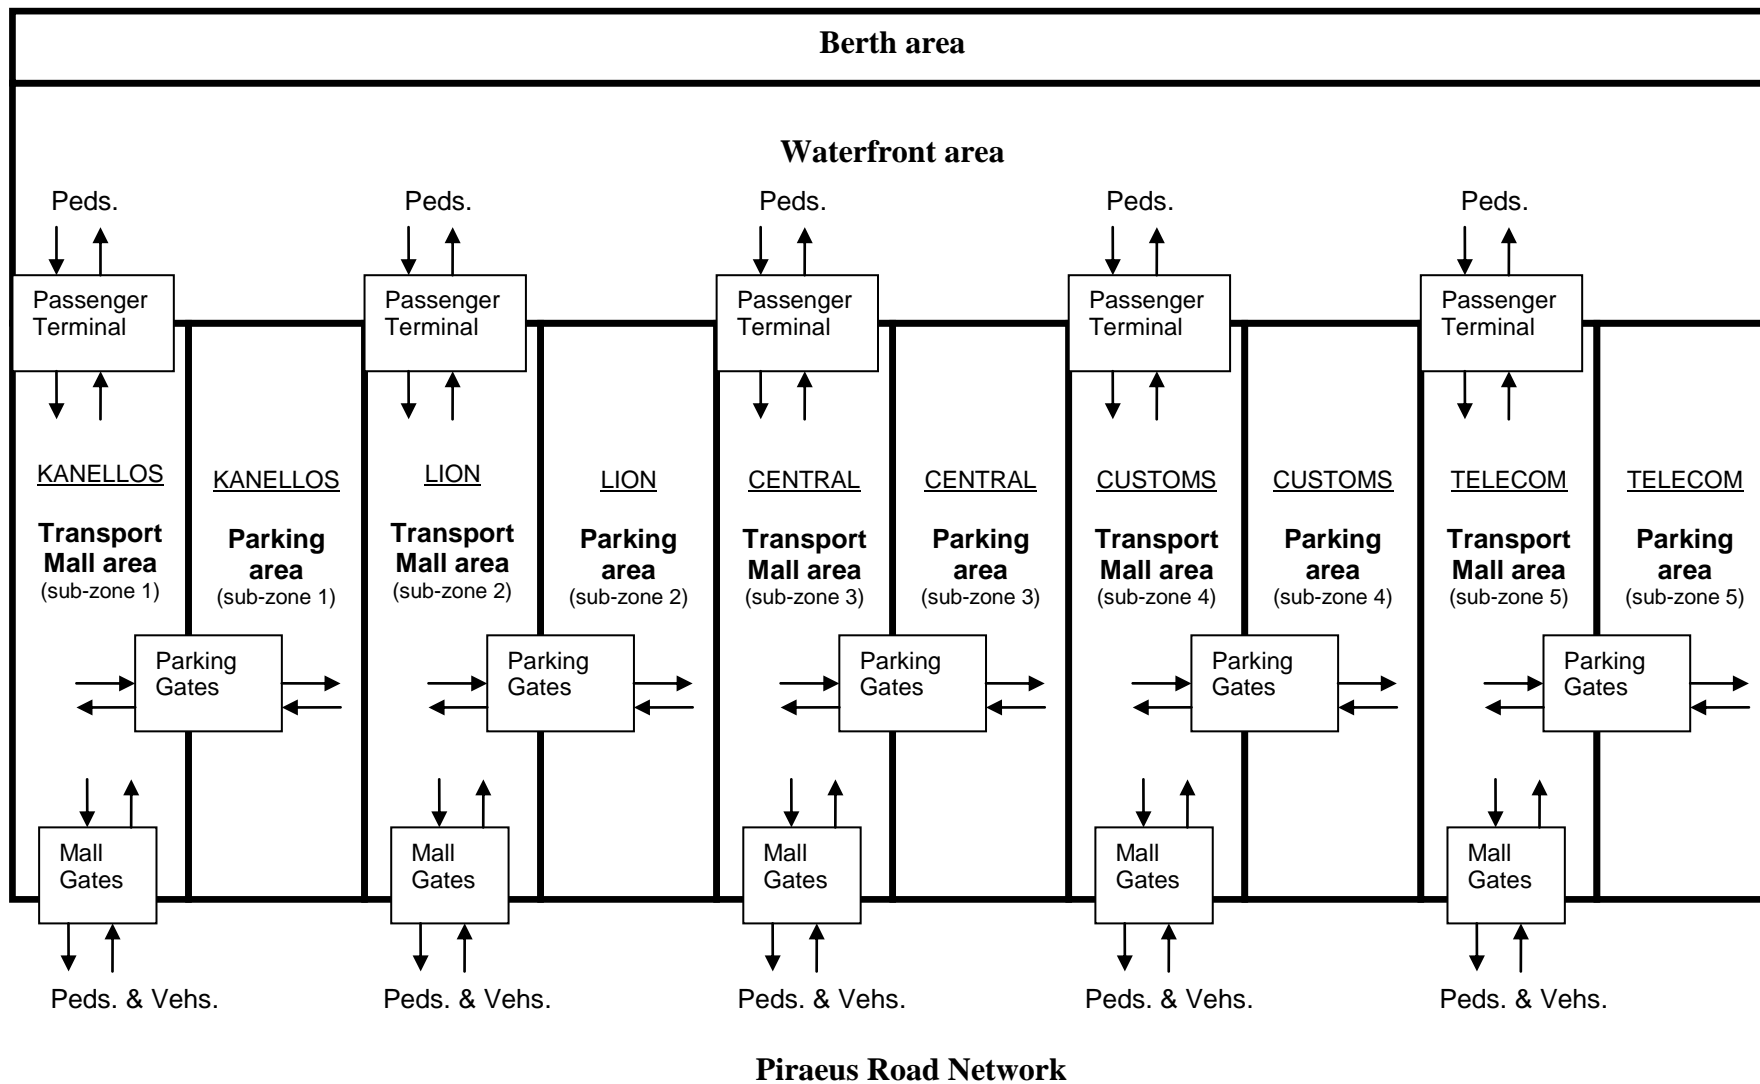 Berth area
Waterfront area
Peds. Peds. Peds. Peds. Peds.
Passenger Passenger Passenger Passenger Passenger
Terminal Terminal Terminal Terminal Terminal
KANELLOS KANELLOS LION LION CENTRAL CENTRAL CUSTOMS CUSTOMS TELECOM TELECOM
Transport Parking Transport Parking Transport Parking Transport Parking Transport Parking
Mall area area Mall area area Mall area area Mall area area Mall area area
(sub-zone 1) (sub-zone 1) (sub-zone 2) (sub-zone 2) (sub-zone 3) (sub-zone 3) (sub-zone 4) (sub-zone 4) (sub-zone 5) (sub-zone 5)
Parking Parking Parking Parking Parking
Gates Gates Gates Gates Gates
Mall Mall Mall Mall Mall
Gates Gates Gates Gates Gates
Peds. & Vehs. Peds. & Vehs. Peds. & Vehs. Peds. & Vehs. Peds. & Vehs.
Piraeus Road Network